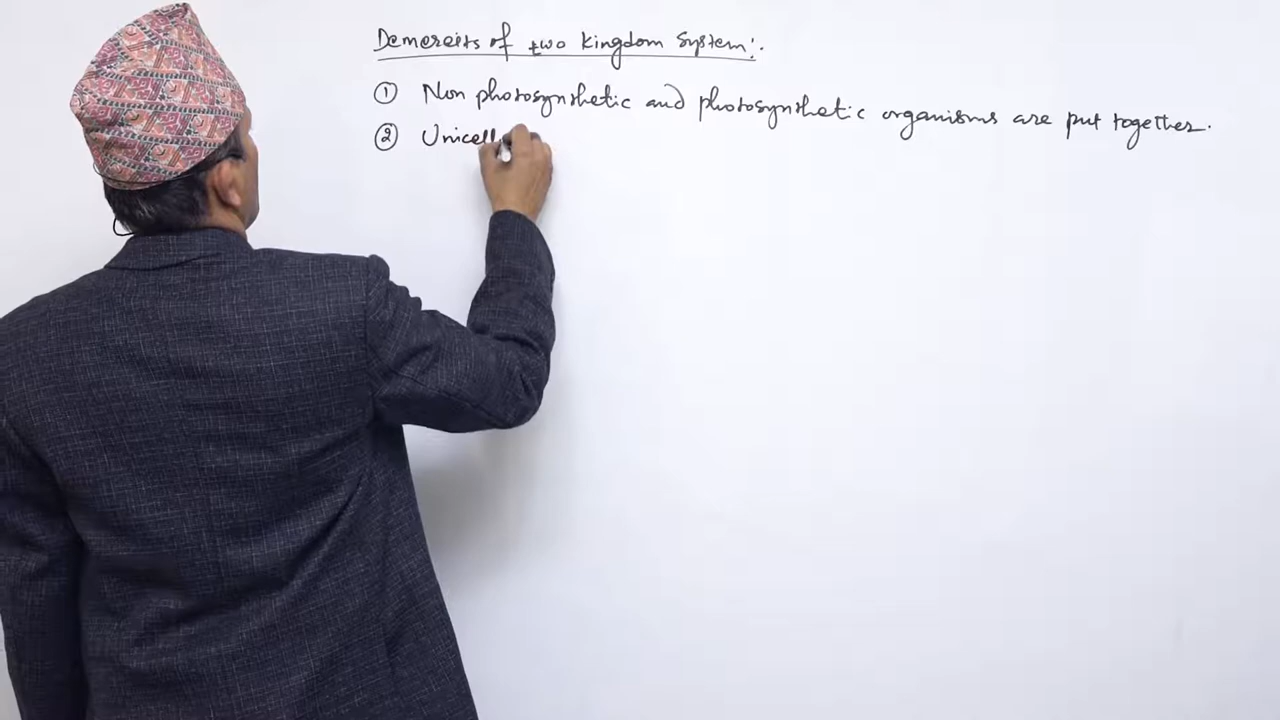 Demereits of two kingdom system:.
① Non photosynthetic and photosynthetic organisms are put together.
② Unicell